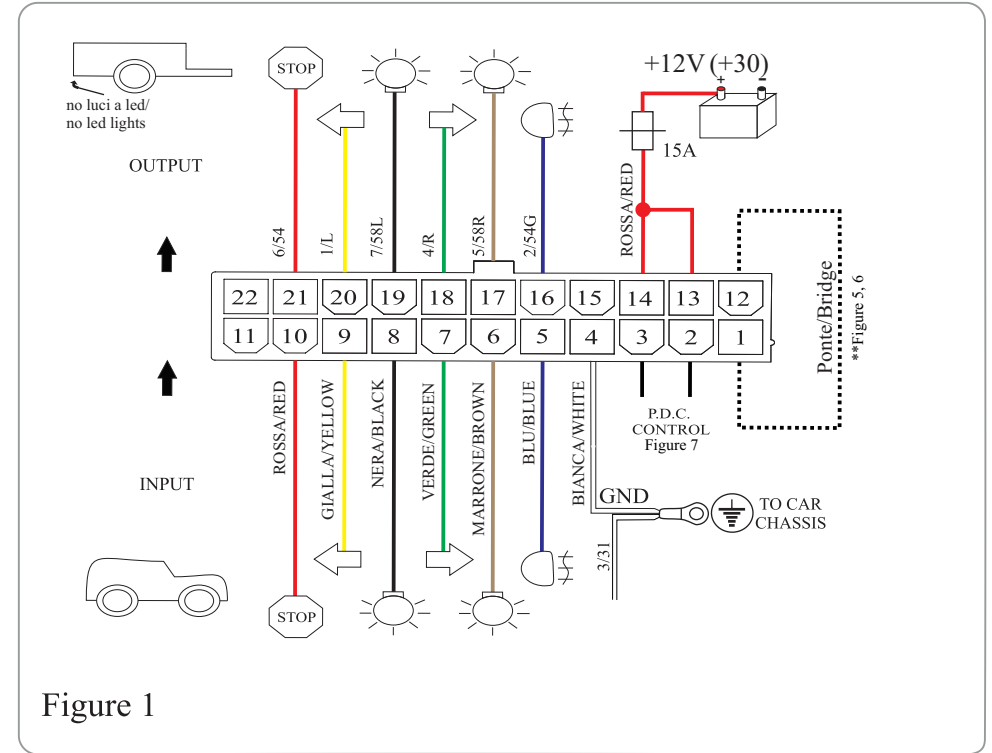 STOP
+12V (+30)
+
-
no luci a led/
no led lights
15A
OUTPUT
ROSSA/RED
6/54
1/L
7/58L
4/R
5/58R
2/54G
22 21 20 19 18 17 16 15 14 13 12
11 10 9 8 7 6 5 4 3 2 1
Ponte/Bridge
**Figure 5, 6
ROSSA/RED
GIALLA/YELLOW
NERA/BLACK
VERDE/GREEN
MARRONE/BROWN
BLU/BLUE
BIANCA/WHITE
P.D.C.
CONTROL
Figure 7
INPUT
GND
TO CAR
CHASSIS
3/31
STOP
Figure 1